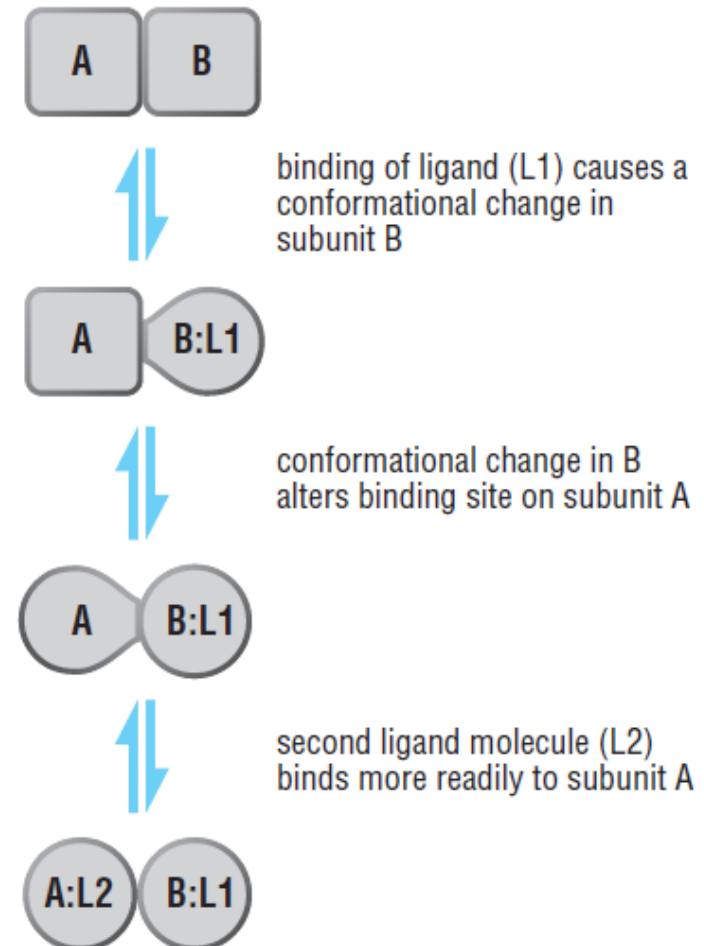 A B
binding of ligand (L1) causes a
conformational change in
subunit B
A B:L1
conformational change in B
alters binding site on subunit A
A B:L1
second ligand molecule (L2)
binds more readily to subunit A
A:L2 B:L1